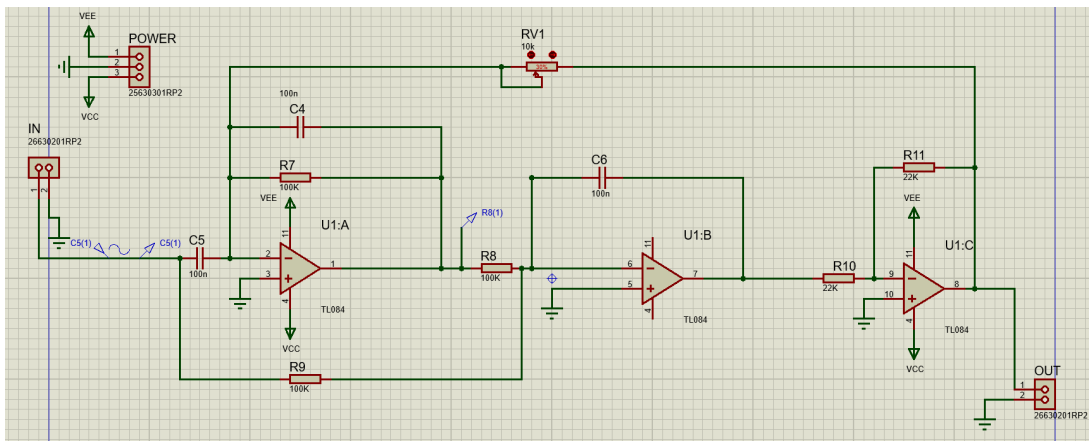 VEE
POWER
1
2
3
25630301RP2
VCC
RV1
10k
30%
100n
C4
IN
26630201RP2
1
2
R7
100K
VEE
11
U1:A
C5(1)
C5(1)
C5
100n
2
3
1
4
TL084
VCC
R8(1)
R8
100K
R9
100K
C6
100n
11
U1:B
6
5
7
4
TL084
R10
22K
R11
22K
VEE
11
U1:C
9
10
8
4
TL084
VCC
OUT
1
2
26630201RP2